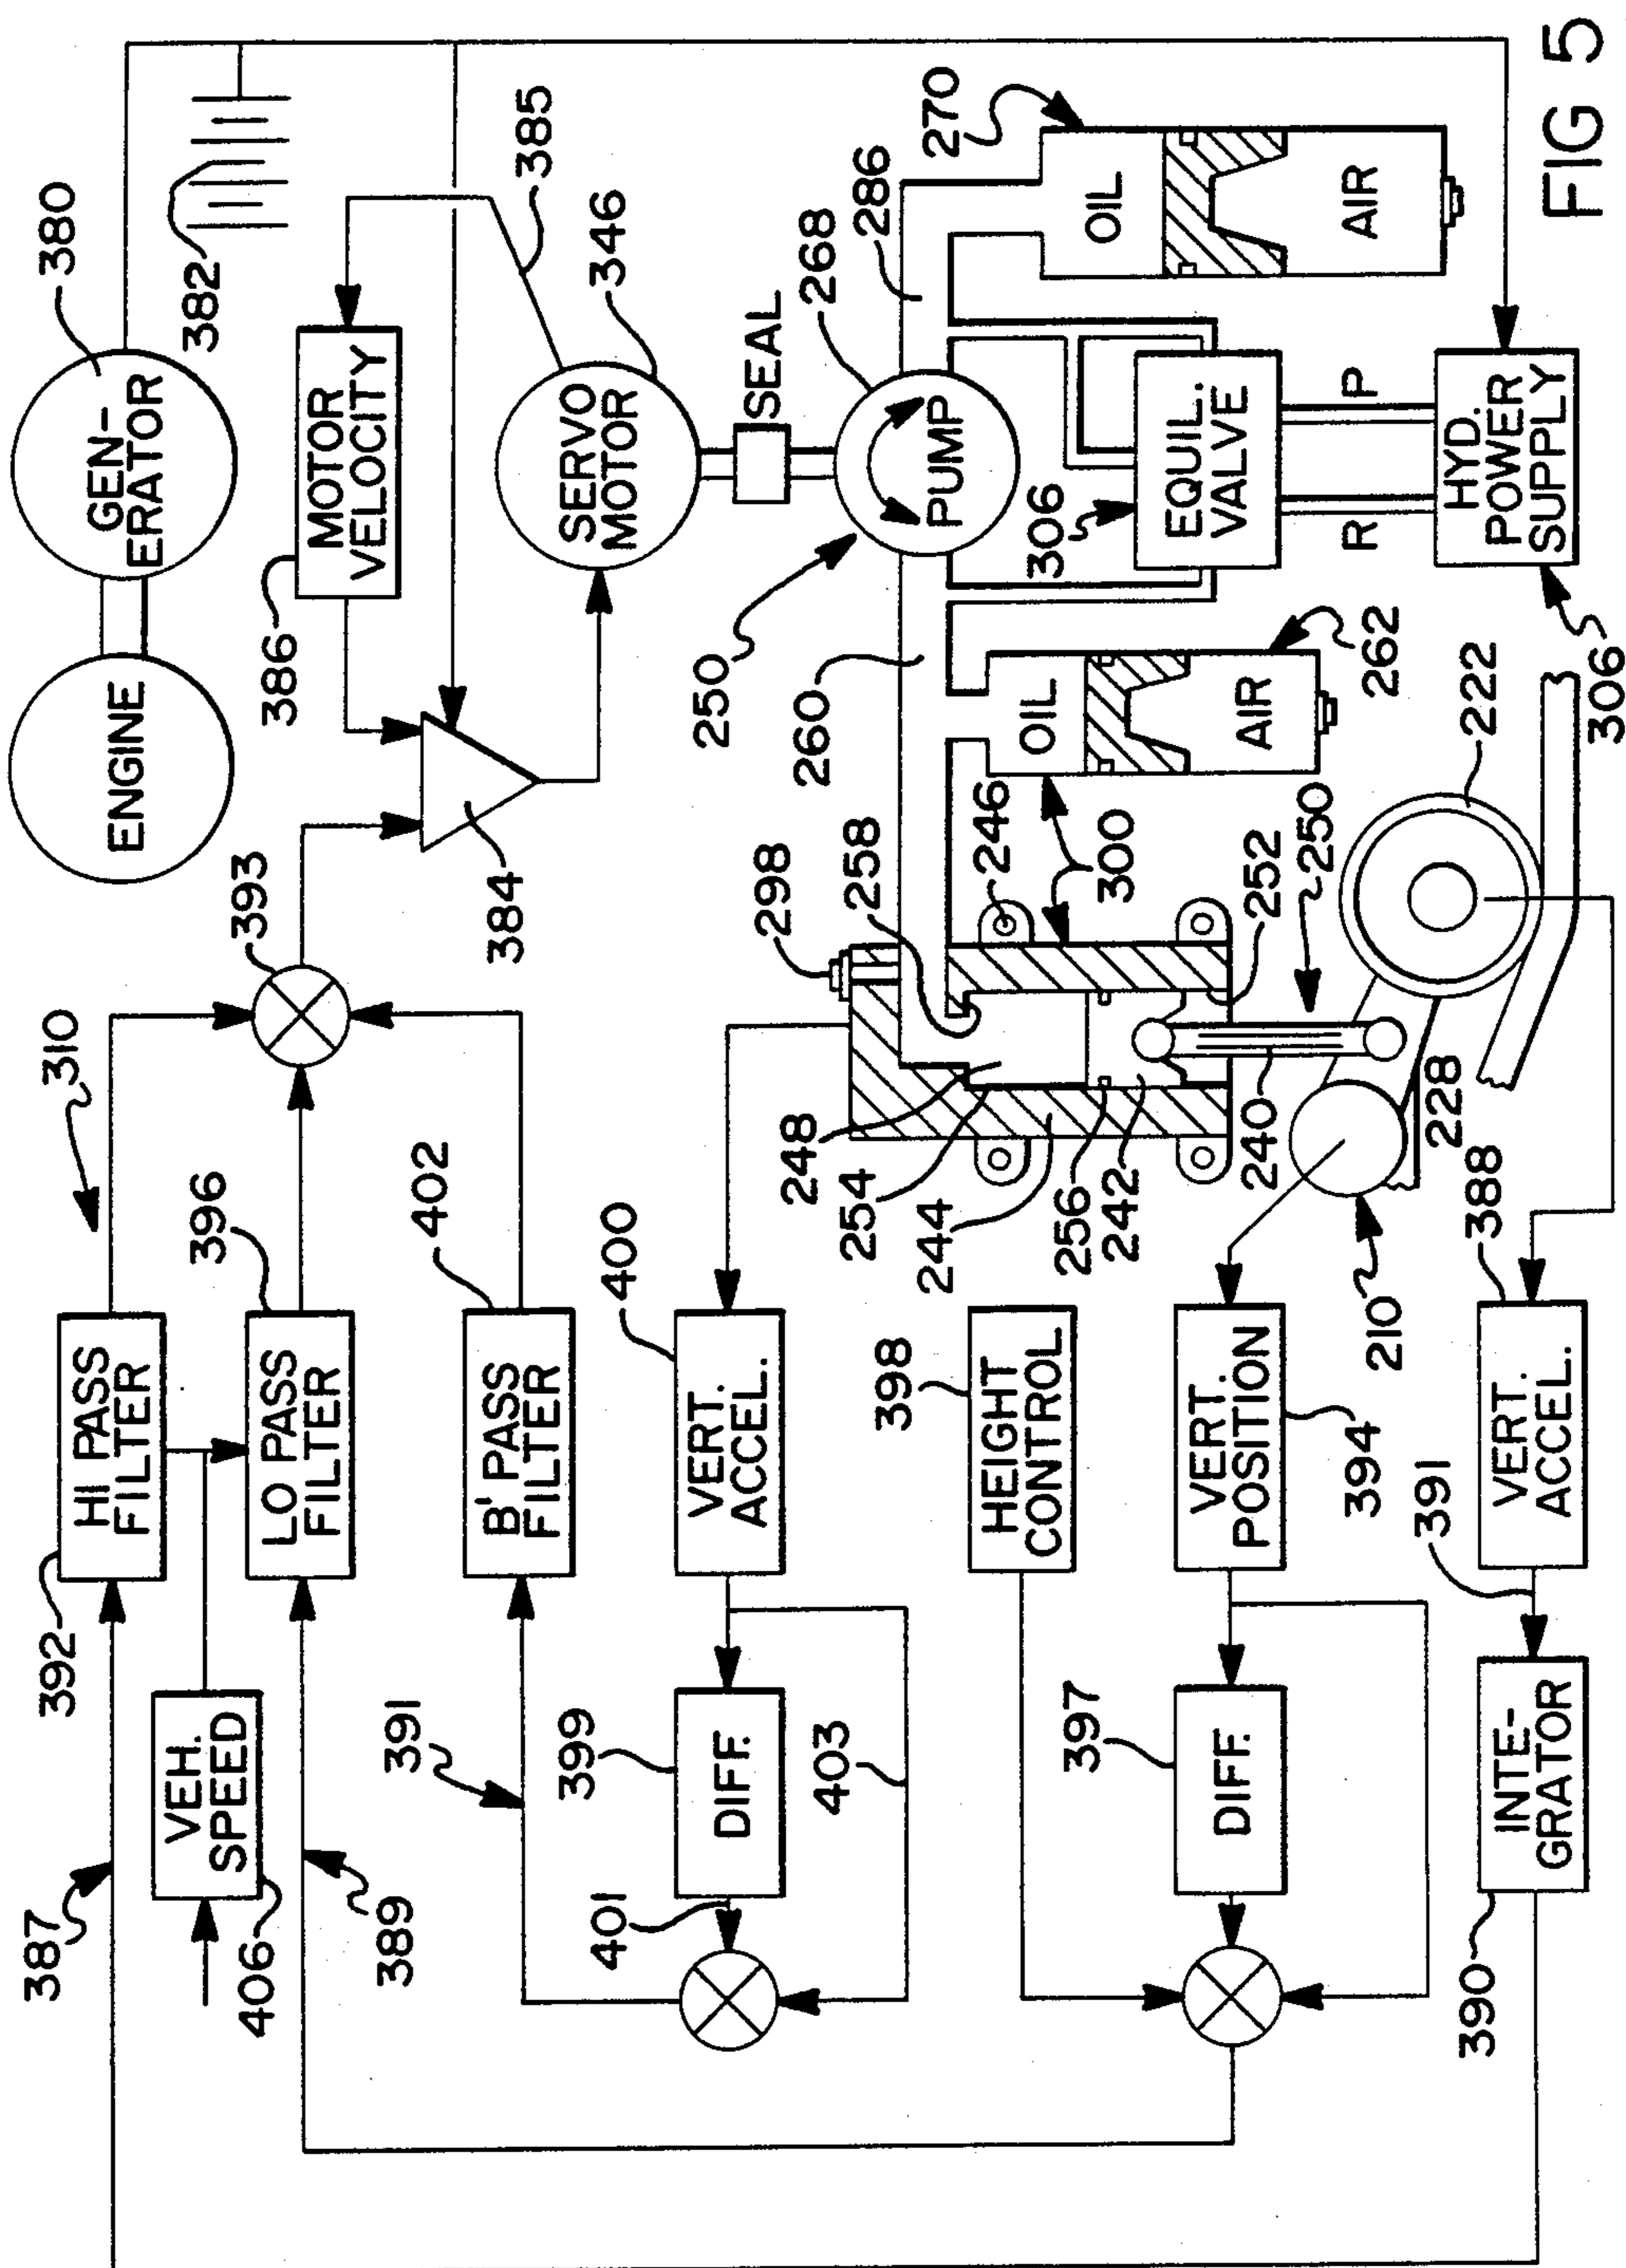 ENGINE
GEN-
ERATOR
380
382
386
MOTOR
VELOCITY
385
393
384
SERVO
MOTOR
346
SEAL
310
HI PASS
FILTER
392
396
LO PASS
FILTER
387
VEH.
SPEED
406
389
402
B' PASS
FILTER
391
400
VERT.
ACCEL.
399
DIFF.
401
403
298
258
260
250
268
PUMP
286
270
OIL
AIR
246
300
OIL
AIR
262
306
EQUIL.
VALVE
R
P
HYD.
POWER
SUPPLY
306
248
254
244
256
242
240
228
252
250
222
210
398
HEIGHT
CONTROL
VERT.
POSITION
394
397
DIFF.
388
VERT.
ACCEL.
391
INTE-
GRATOR
390
FIG 5